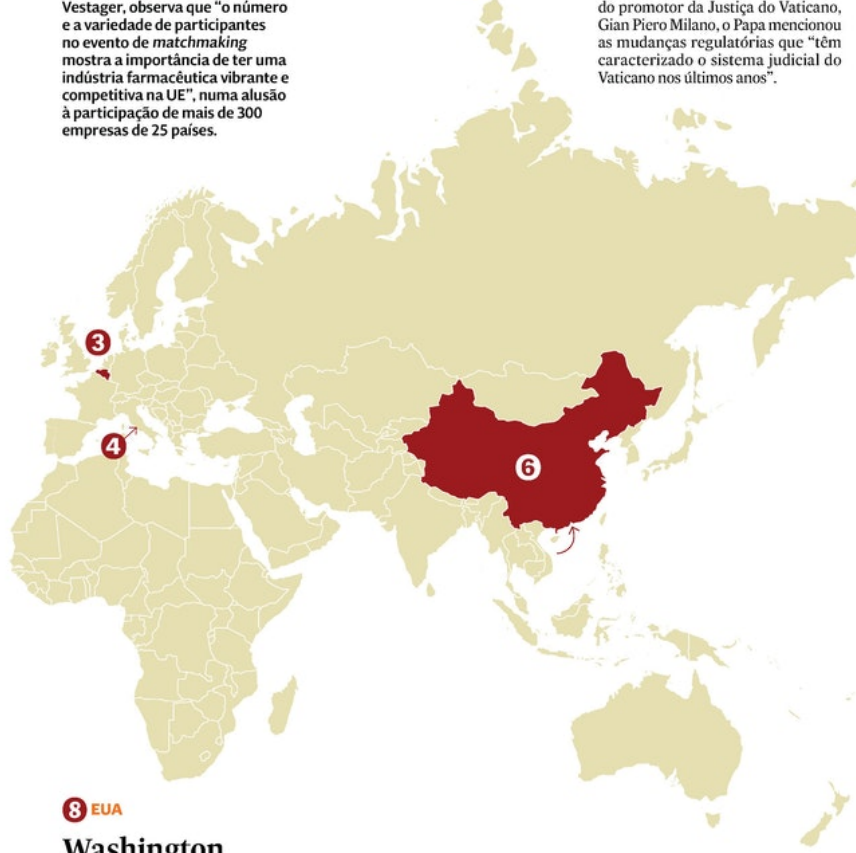 Vestager, observa que “o número
e a variedade de participantes
no evento de matchmaking
mostra a importância de ter uma
indústria farmacêutica vibrante e
competitiva na UE”, numa alusão
à participação de mais de 300
empresas de 25 países.
do promotor da Justiça do Vaticano,
Gian Piero Milano, o Papa mencionou
as mudanças regulatórias que “têm
caracterizado o sistema judicial do
Vaticano nos últimos anos”.
3
4
6
8 EUA
Washington